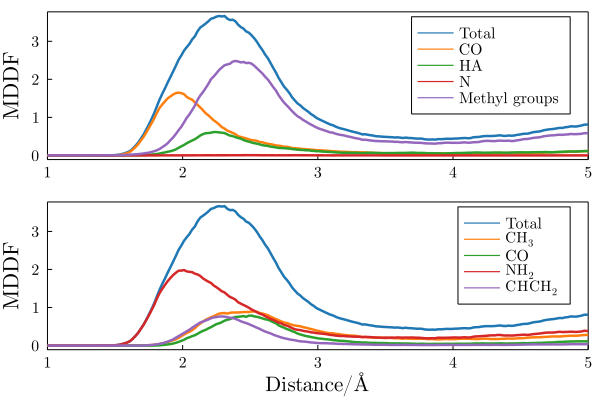 MDDF
3
2
1
0
Total
CO
HA
N
Methyl groups
1 2 3 4 5
MDDF
3
2
1
0
Total
CH₃
CO
NH₂
CHCH₂
1 2 3 4 5
Distance/Å